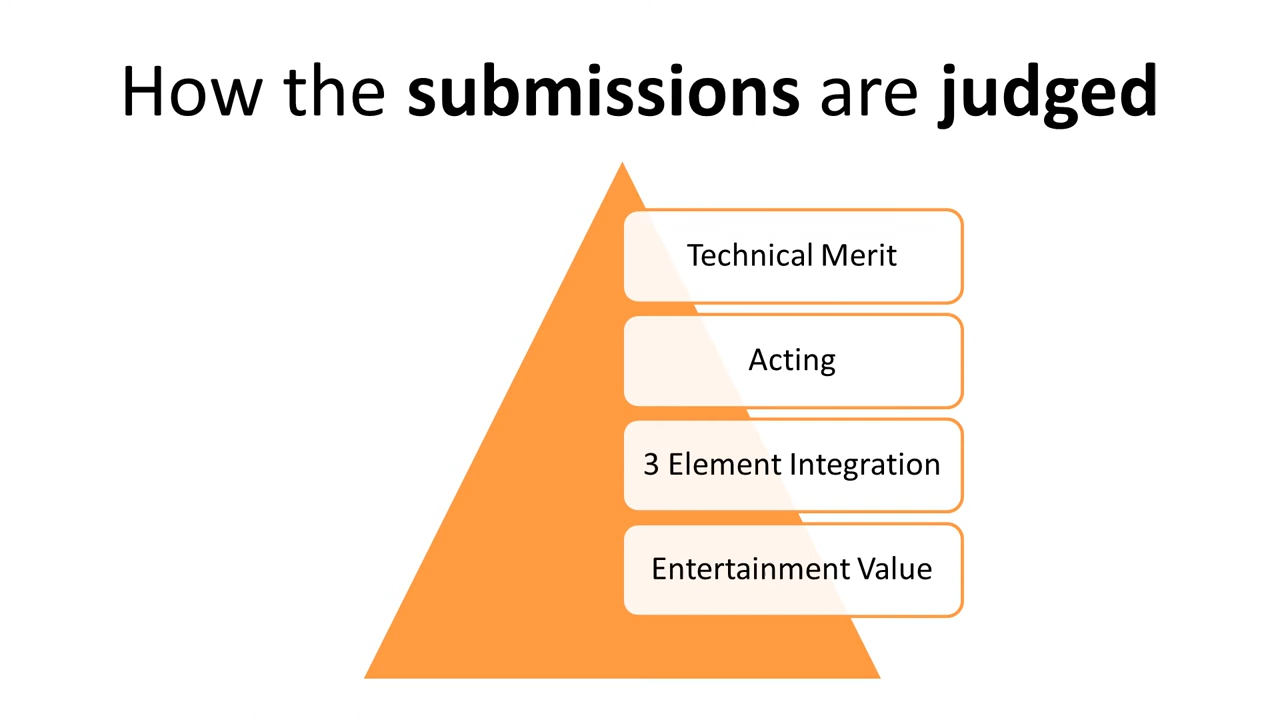 How the submissions are judged
Technical Merit
Acting
3 Element Integration
Entertainment Value